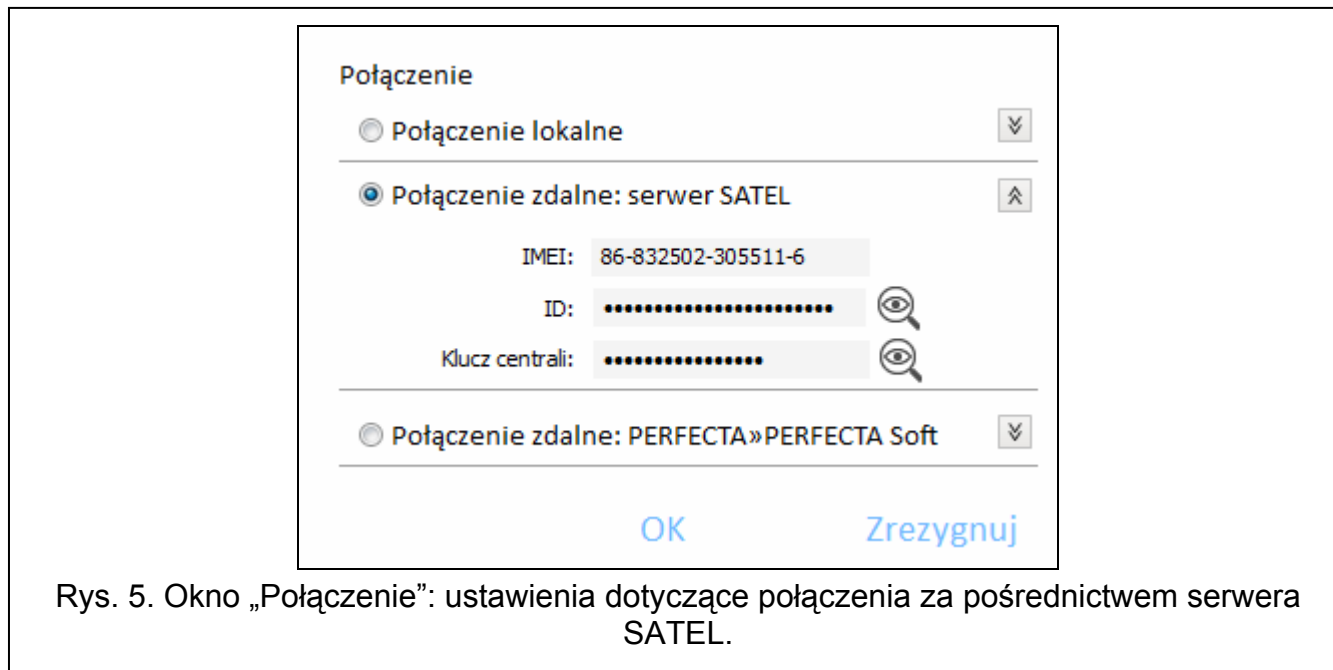 Połączenie
Połączenie lokalne
Połączenie zdalne: serwer SATEL
IMEI: 86-832502-305511-6
ID: •••••••••••••••••••••••
Klucz centrali: ••••••••••••••••
Połączenie zdalne: PERFECTA»PERFECTA Soft
OK Zrezygnuj
Rys. 5. Okno „Połączenie”: ustawienia dotyczące połączenia za pośrednictwem serwera
SATEL.